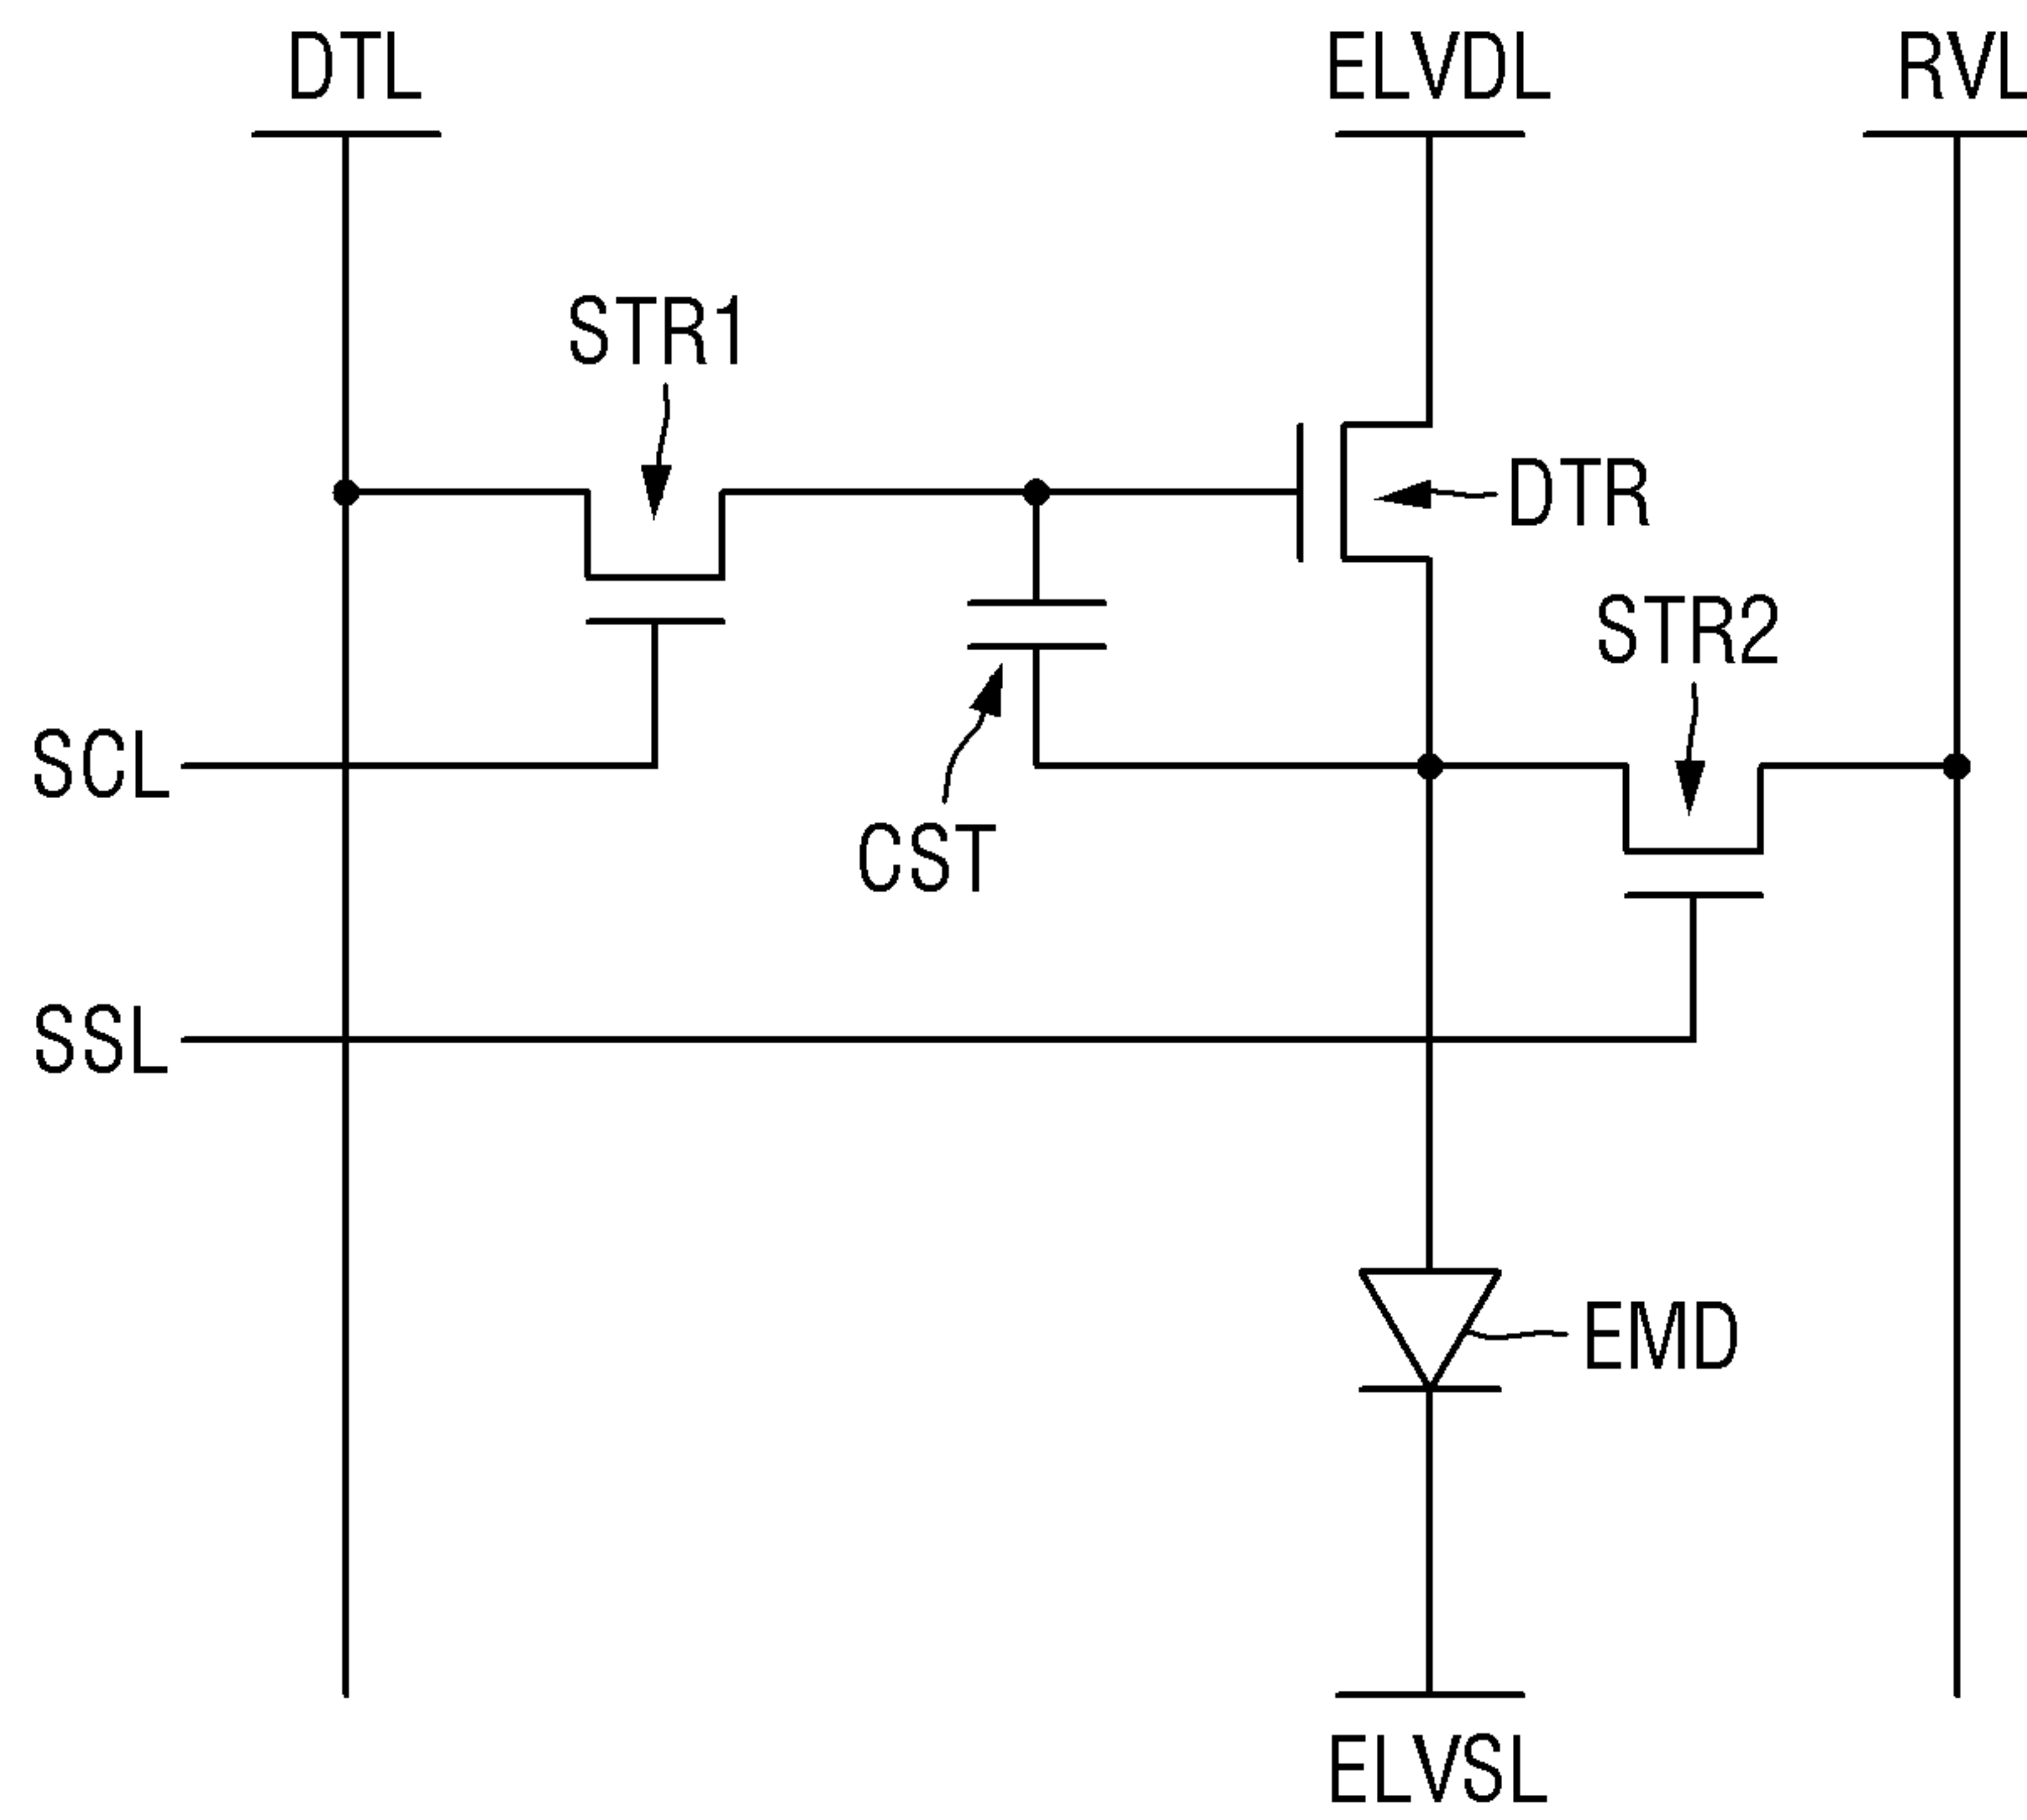 DTL
ELVDL
RVL
STR1
DTR
STR2
SCL
CST
SSL
EMD
ELVSL